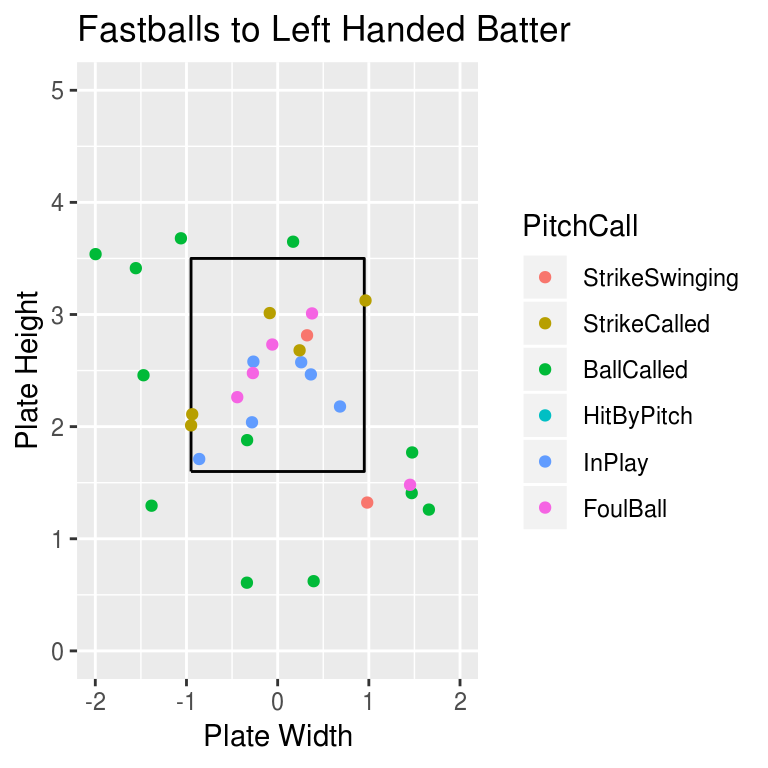 Fastballs to Left Handed Batter
5
4
3
2
1
0
Plate Height
-2 -1 0 1 2
Plate Width
PitchCall
StrikeSwinging
StrikeCalled
BallCalled
HitByPitch
InPlay
FoulBall